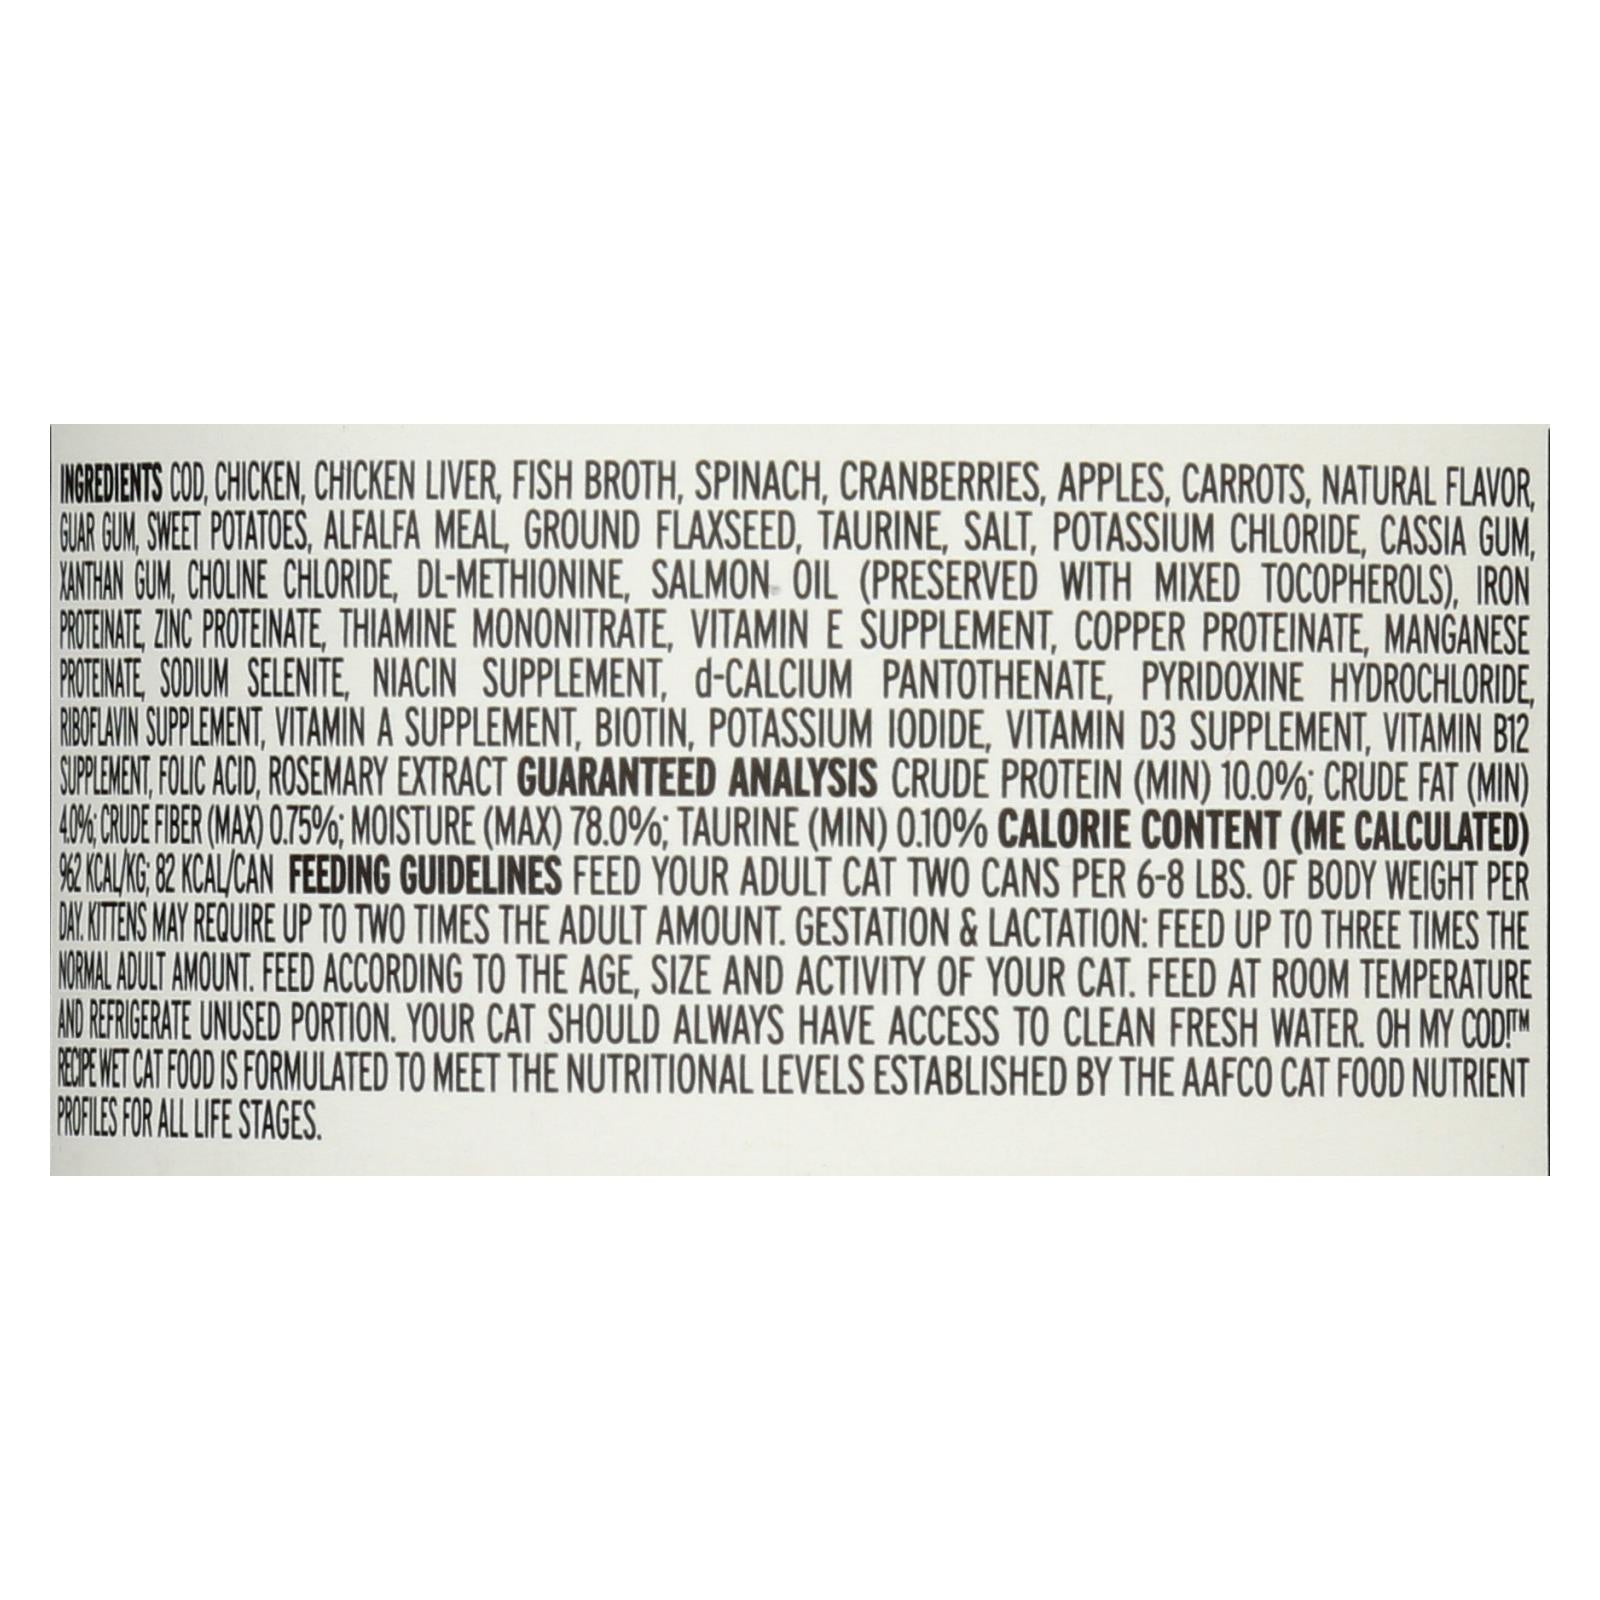 INGREDIENTS COD, CHICKEN, CHICKEN LIVER, FISH BROTH, SPINACH, CRANBERRIES, APPLES, CARROTS, NATURAL FLAVOR,
GUAR GUM, SWEET POTATOES, ALFALFA MEAL, GROUND FLAXSEED, TAURINE, SALT, POTASSIUM CHLORIDE, CASSIA GUM,
XANTHAN GUM, CHOLINE CHLORIDE, DL-METHIONINE, SALMON OIL (PRESERVED WITH MIXED TOCOPHEROLS), IRON
PROTEINATE, ZINC PROTEINATE, THIAMINE MONONITRATE, VITAMIN E SUPPLEMENT, COPPER PROTEINATE, MANGANESE
PROTEINATE, SODIUM SELENITE, NIACIN SUPPLEMENT, d-CALCIUM PANTOTHENATE, PYRIDOXINE HYDROCHLORIDE,
RIBOFLAVIN SUPPLEMENT, VITAMIN A SUPPLEMENT, BIOTIN, POTASSIUM IODIDE, VITAMIN D3 SUPPLEMENT, VITAMIN B12
SUPPLEMENT, FOLIC ACID, ROSEMARY EXTRACT GUARANTEED ANALYSIS CRUDE PROTEIN (MIN) 10.0%; CRUDE FAT (MIN)
4.0%; CRUDE FIBER (MAX) 0.75%; MOISTURE (MAX) 78.0%; TAURINE (MIN) 0.10% CALORIE CONTENT (ME CALCULATED)
962 KCAL/KG; 82 KCAL/CAN FEEDING GUIDELINES FEED YOUR ADULT CAT TWO CANS PER 6-8 LBS. OF BODY WEIGHT PER
DAY. KITTENS MAY REQUIRE UP TO TWO TIMES THE ADULT AMOUNT. GESTATION & LACTATION: FEED UP TO THREE TIMES THE
NORMAL ADULT AMOUNT. FEED ACCORDING TO THE AGE, SIZE AND ACTIVITY OF YOUR CAT. FEED AT ROOM TEMPERATURE
AND REFRIGERATE UNUSED PORTION. YOUR CAT SHOULD ALWAYS HAVE ACCESS TO CLEAN FRESH WATER. OH MY COD!™
RECIPE WET CAT FOOD IS FORMULATED TO MEET THE NUTRITIONAL LEVELS ESTABLISHED BY THE AAFCO CAT FOOD NUTRIENT
PROFILES FOR ALL LIFE STAGES.